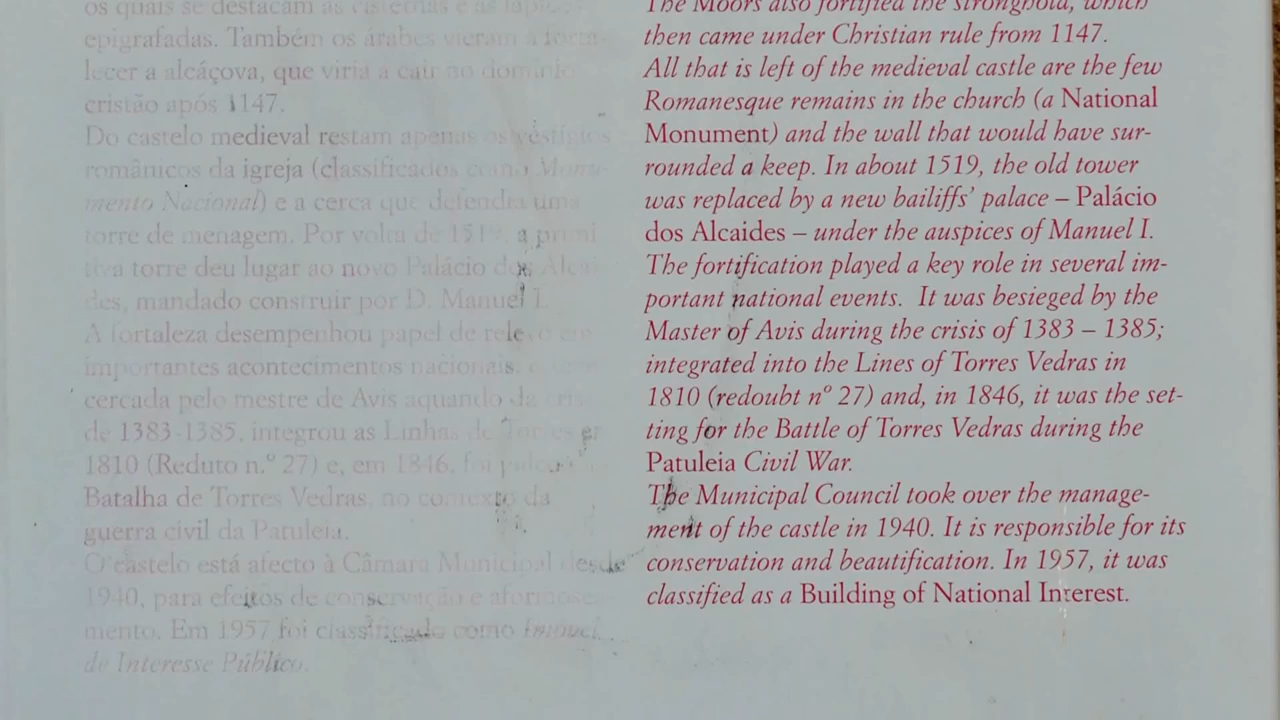 os quais se destacam as cisternas e as lápides
epigrafadas. Também os árabes vieram a forta-
lecer a alcáçova, que viria a cair no domínio
cristão após 1147.
Do castelo medieval restam apenas os vestígios
românicos da igreja (classificados como Monu-
mento Nacional) e a cerca que defendia uma
torre de menagem. Por volta de 1519, a primi-
tiva torre deu lugar ao novo Palácio dos Alcai-
des, mandado construir por D. Manuel I.
A fortaleza desempenhou papel de relevo em
importantes acontecimentos nacionais:
cercada pelo mestre de Avis aquando da crise
de 1383-1385, integrou as Linhas de Torres em
1810 (Reduto n.º 27) e, em 1846, foi
Batalha de Torres Vedras, no contexto da
guerra civil da Patuleia.
O castelo está afecto à Câmara Municipal desde
1940, para efeitos de conservação e aformose-
mento. Em 1957 foi classificado como Imóvel
de Interesse Público.
The Moors also fortified the stronghold, which
then came under Christian rule from 1147.
All that is left of the medieval castle are the few
Romanesque remains in the church (a National
Monument) and the wall that would have sur-
rounded a keep. In about 1519, the old tower
was replaced by a new bailiffs' palace – Palácio
dos Alcaides – under the auspices of Manuel I.
The fortification played a key role in several im-
portant national events. It was besieged by the
Master of Avis during the crisis of 1383 – 1385;
integrated into the Lines of Torres Vedras in
1810 (redoubt nº 27) and, in 1846, it was the set-
ting for the Battle of Torres Vedras during the
Patuleia Civil War.
The Municipal Council took over the manage-
ment of the castle in 1940. It is responsible for its
conservation and beautification. In 1957, it was
classified as a Building of National Interest.